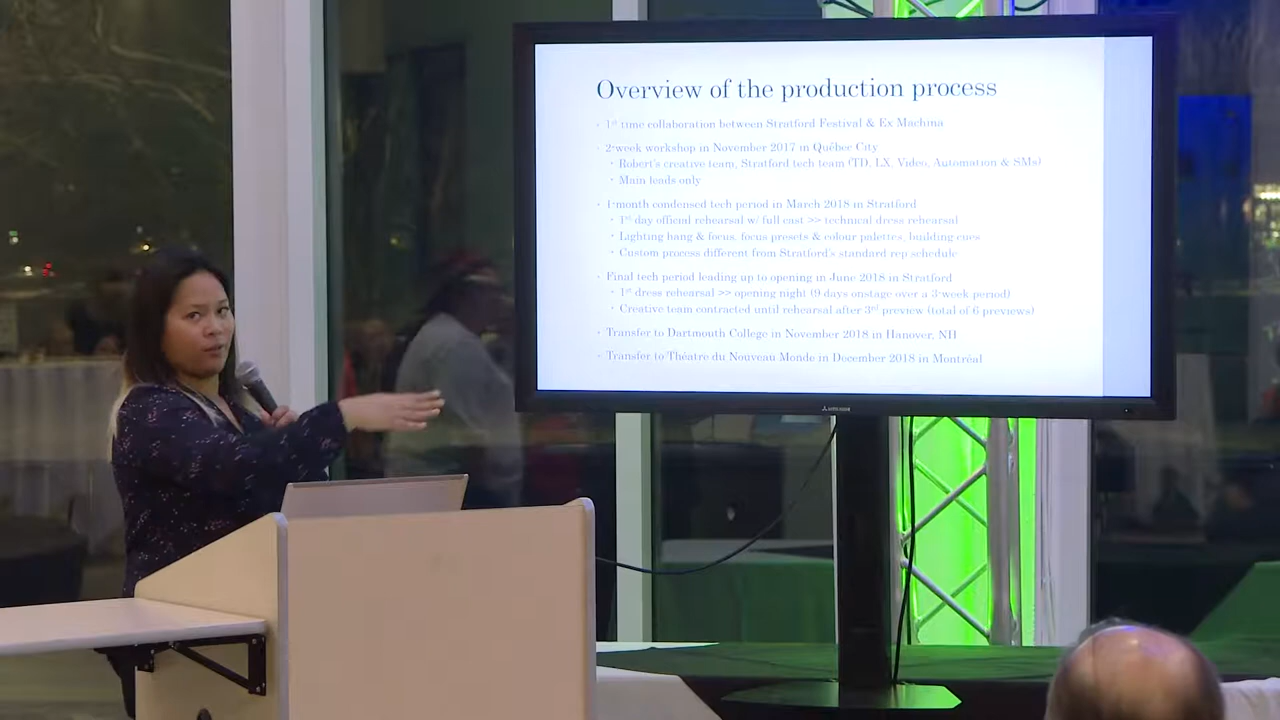 Overview of the production process
• 1st time collaboration between Stratford Festival & Ex Machina
• 2-week workshop in November 2017 in Québec City
• Robert's creative team, Stratford tech team (TD, LX, Video, Automation & SMs)
• Main leads only
• 1-month condensed tech period in March 2018 in Stratford
• 1st day official rehearsal w/ full cast >> technical dress rehearsal
• Lighting hang & focus, focus presets & colour palettes, building cues
• Custom process different from Stratford's standard rep schedule
• Final tech period leading up to opening in June 2018 in Stratford
• 1st dress rehearsal >> opening night (9 days onstage over a 3-week period)
• Creative team contracted until rehearsal after 3rd preview (total of 6 previews)
• Transfer to Dartmouth College in November 2018 in Hanover, NH
• Transfer to Théatre du Nouveau Monde in December 2018 in Montréal